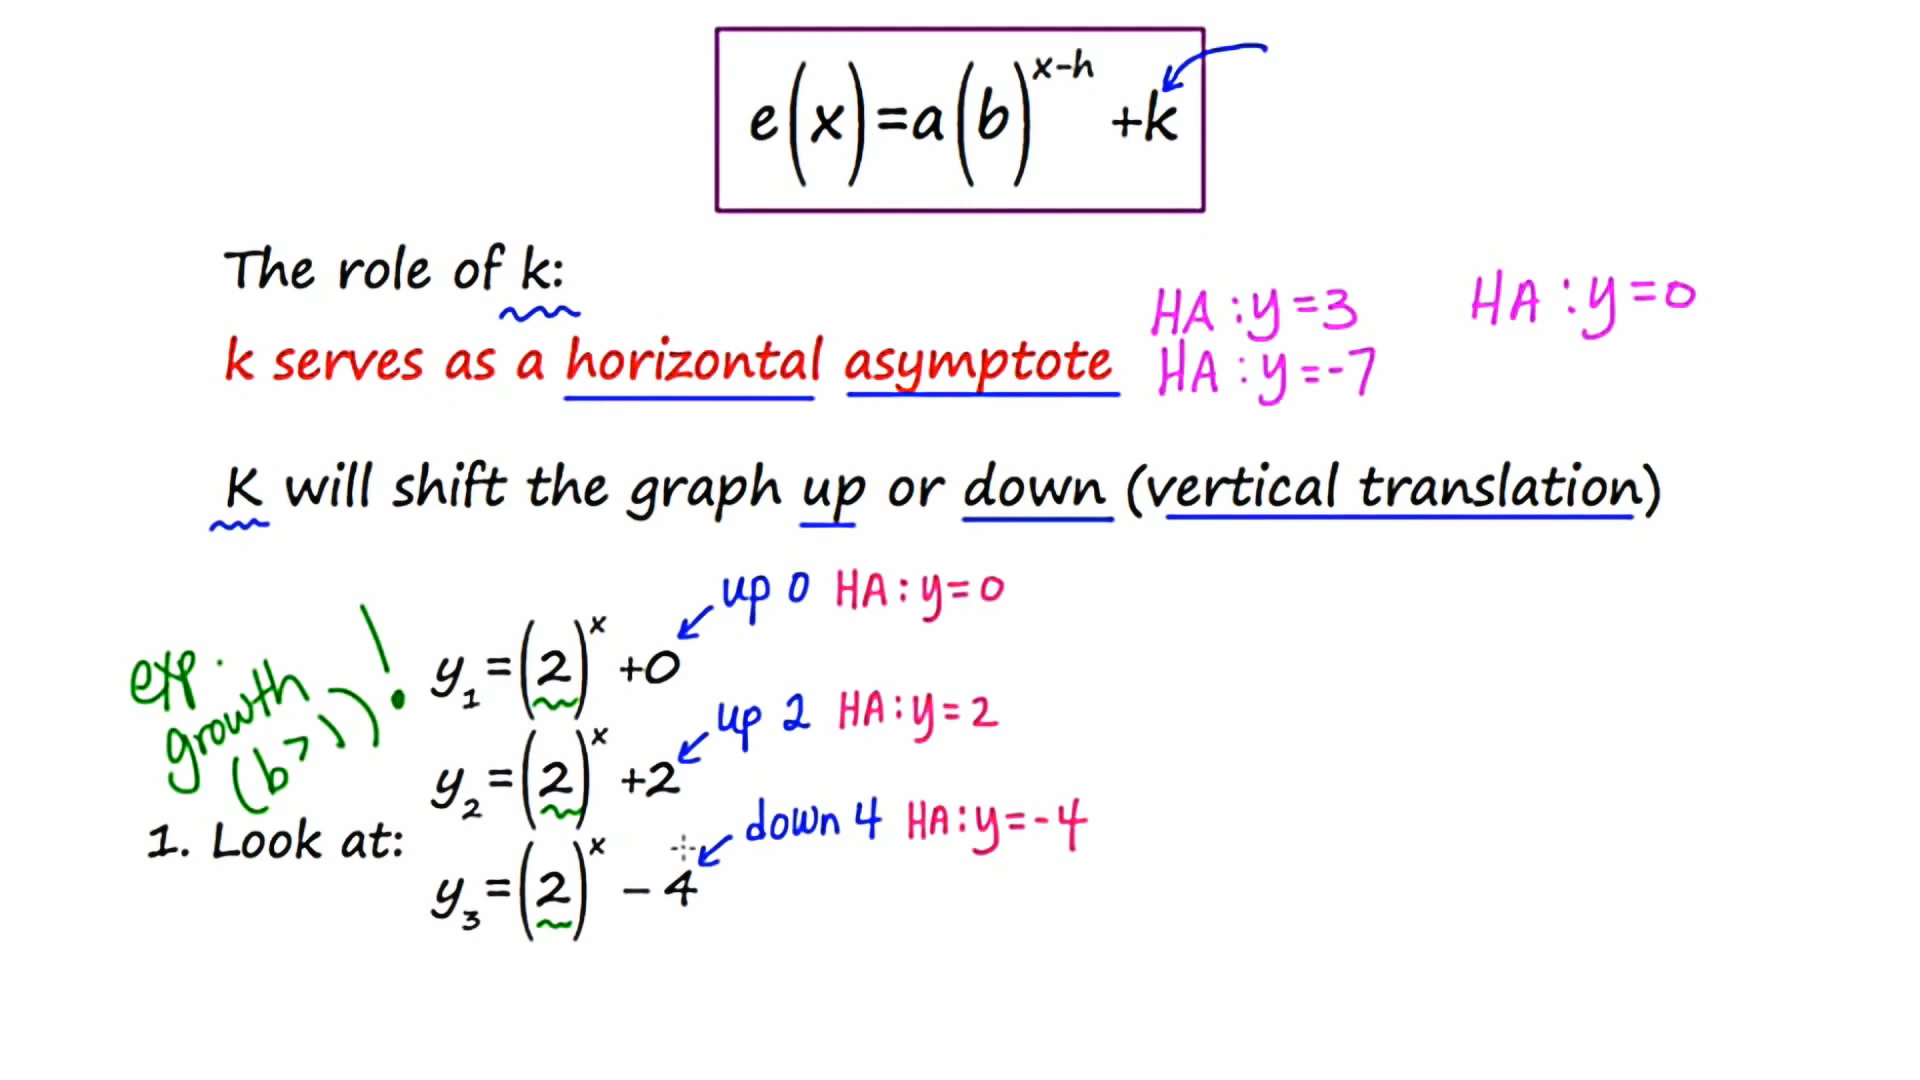 e(x)=a(b)^(x-h) +k
The role of k:
HA : y=3
HA : y=0
k serves as a horizontal asymptote
HA : y=-7
K will shift the graph up or down (vertical translation)
up 0 HA: y=0
exp. growth (b>1)!
y₁ =(2)^x +0
up 2 HA: y=2
y₂ =(2)^x +2
down 4 HA: y=-4
1. Look at:
y₃ =(2)^x - 4